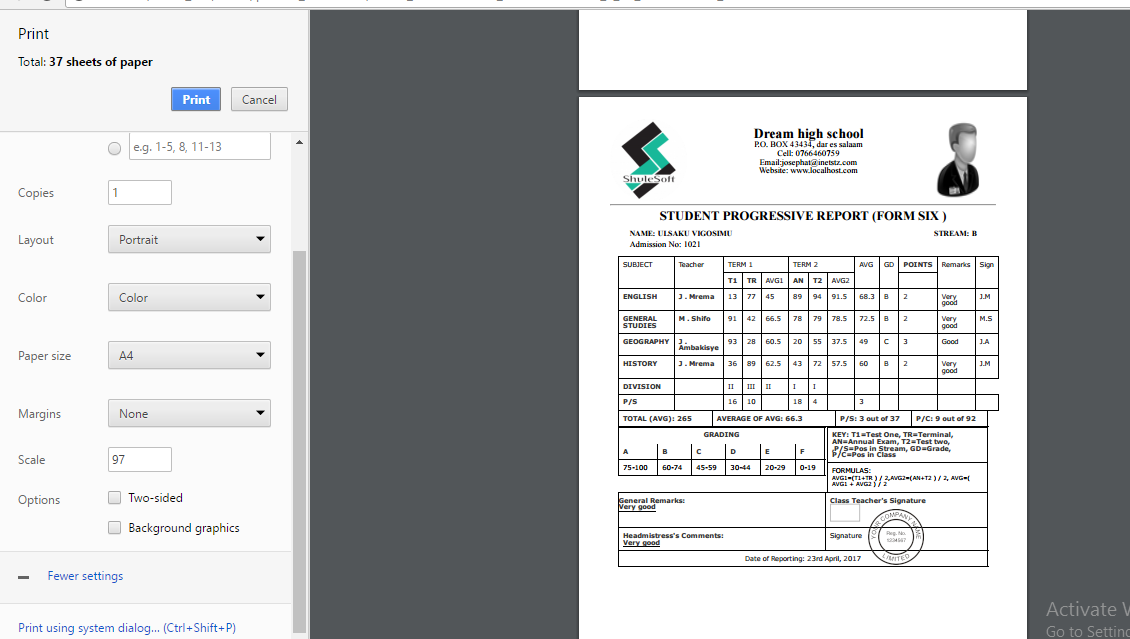 Print
Total: 37 sheets of paper
Print Cancel
e.g. 1-5, 8, 11-13
Copies 1
Layout Portrait
Color Color
Paper size A4
Margins None
Scale 97
Options Two-sided
Background graphics
Fewer settings
Print using system dialog... (Ctrl+Shift+P)
ShuleSoft
Dream high school
P.O. BOX 43434, dar es salaam
Cell: 0766460759
Email:josephat@inetstz.com
Website: www.localhost.com
STUDENT PROGRESSIVE REPORT (FORM SIX )
NAME: ULSAKU VIGOSIMU STREAM: B
Admission No: 1021
SUBJECT Teacher TERM 1 TERM 2 AVG GD POINTS Remarks Sign
T1 TR AVG1 AN T2 AVG2
ENGLISH J . Mrema 13 77 45 89 94 91.5 68.3 B 2 Very good J.M
GENERAL STUDIES M . Shifo 91 42 66.5 78 79 78.5 72.5 B 2 Very good M.S
GEOGRAPHY J . Ambakisye 93 28 60.5 20 55 37.5 49 C 3 Good J.A
HISTORY J . Mrema 36 89 62.5 43 72 57.5 60 B 2 Very good J.M
DIVISION II III II I I
P/S 16 10 18 4 3
TOTAL (AVG): 265 AVERAGE OF AVG: 66.3 P/S: 3 out of 37 P/C: 9 out of 92
GRADING
A B C D E F
75-100 60-74 45-59 30-44 20-29 0-19
KEY: T1=Test One, TR=Terminal,
AN=Annual Exam, T2=Test two,
,P/S=Pos in Stream, GD=Grade,
P/C=Pos in Class
FORMULAS:
AVG1=(T1+TR ) / 2,AVG2=(AN+T2 ) / 2, AVG=(
AVG1 + AVG2 ) / 2
General Remarks:
Very good
Class Teacher's Signature
Headmistress's Comments:
Very good
Signature
YOUR COMPANY NAME
Reg. No.
1234567
LIMITED
Date of Reporting: 23rd April, 2017
Activate
Go to Setting